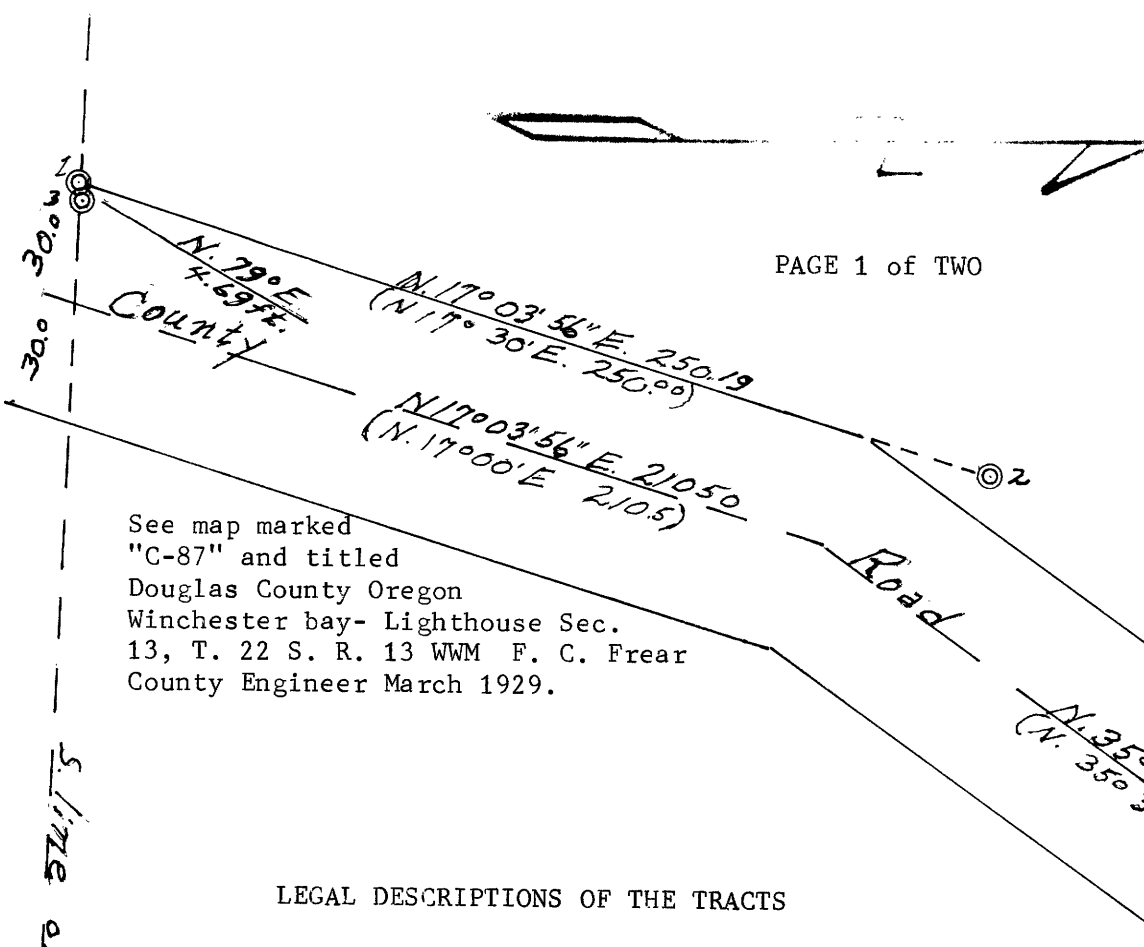 L
1
3
30.0
30.0
PAGE 1 of TWO
N. 79° E.
4.69 ft.
N. 17° 03' 56" E. 250.19
(N 17° 30' E. 250.00)
County
N 17° 03' 56" E. 210.50
(N. 17° 00' E 210.5)
2
Road
See map marked
"C-87" and titled
Douglas County Oregon
Winchester bay- Lighthouse Sec.
13, T. 22 S. R. 13 WWM F. C. Frear
County Engineer March 1929.
N. 35°
(N. 35°
S. line
LEGAL DESCRIPTIONS OF THE TRACTS